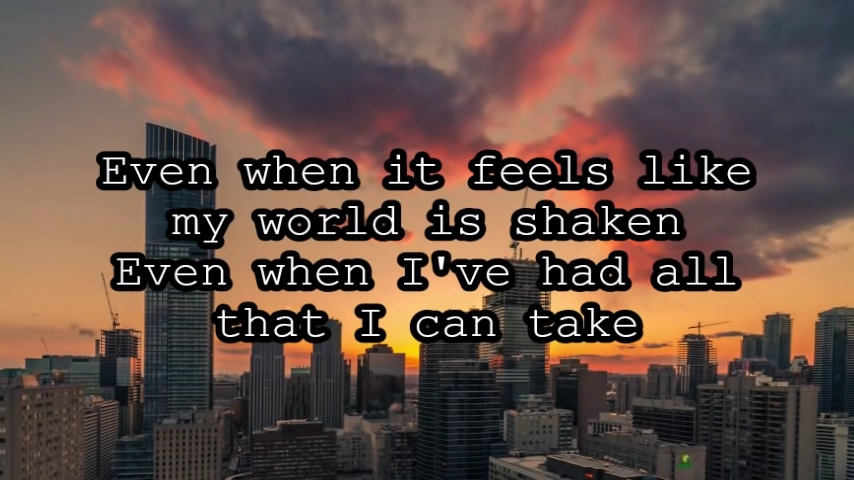 Even when it feels like
my world is shaken
Even when I've had all
that I can take